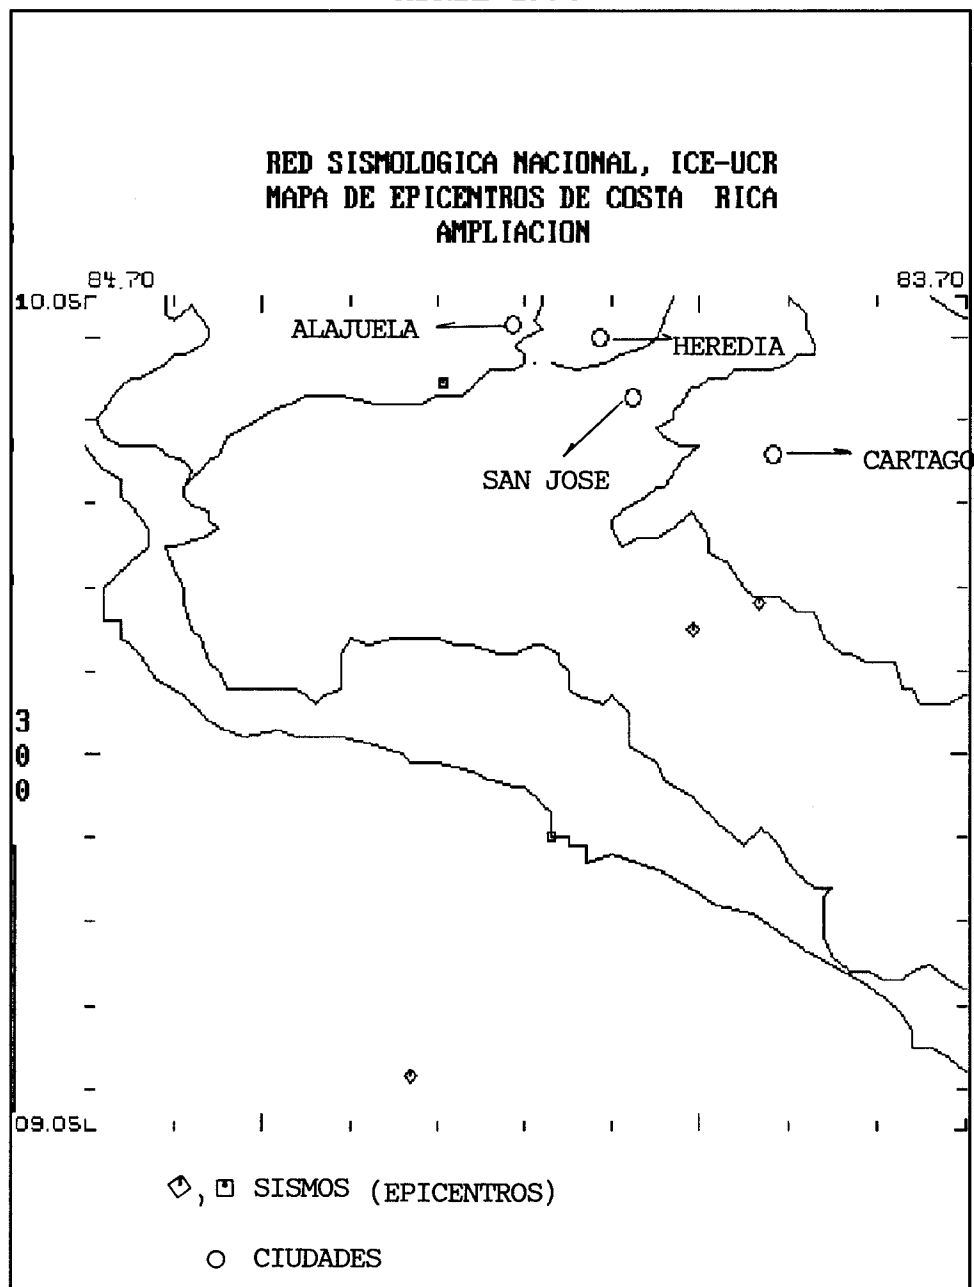 RED SISMOLOGICA NACIONAL, ICE-UCR
MAPA DE EPICENTROS DE COSTA RICA
AMPLIACION
84.70 83.70
10.05
ALAJUELA
HEREDIA
SAN JOSE
CARTAGO
3
0
0
09.05
, SISMOS (EPICENTROS)
CIUDADES